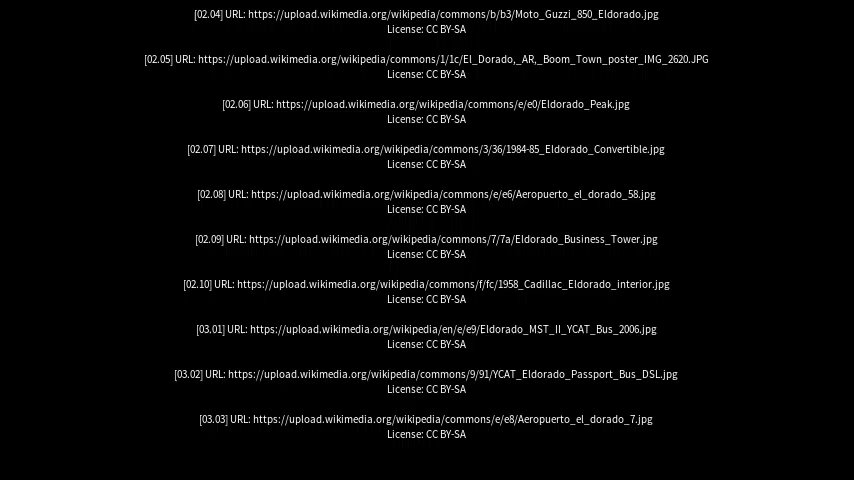 [02.04] URL: https://upload.wikimedia.org/wikipedia/commons/b/b3/Moto_Guzzi_850_Eldorado.jpg
License: CC BY-SA
[02.05] URL: https://upload.wikimedia.org/wikipedia/commons/1/1c/El_Dorado,_AR,_Boom_Town_poster_IMG_2620.JPG
License: CC BY-SA
[02.06] URL: https://upload.wikimedia.org/wikipedia/commons/e/e0/Eldorado_Peak.jpg
License: CC BY-SA
[02.07] URL: https://upload.wikimedia.org/wikipedia/commons/3/36/1984-85_Eldorado_Convertible.jpg
License: CC BY-SA
[02.08] URL: https://upload.wikimedia.org/wikipedia/commons/e/e6/Aeropuerto_el_dorado_58.jpg
License: CC BY-SA
[02.09] URL: https://upload.wikimedia.org/wikipedia/commons/7/7a/Eldorado_Business_Tower.jpg
License: CC BY-SA
[02.10] URL: https://upload.wikimedia.org/wikipedia/commons/f/fc/1958_Cadillac_Eldorado_interior.jpg
License: CC BY-SA
[03.01] URL: https://upload.wikimedia.org/wikipedia/en/e/e9/Eldorado_MST_II_YCAT_Bus_2006.jpg
License: CC BY-SA
[03.02] URL: https://upload.wikimedia.org/wikipedia/commons/9/91/YCAT_Eldorado_Passport_Bus_DSL.jpg
License: CC BY-SA
[03.03] URL: https://upload.wikimedia.org/wikipedia/commons/e/e8/Aeropuerto_el_dorado_7.jpg
License: CC BY-SA